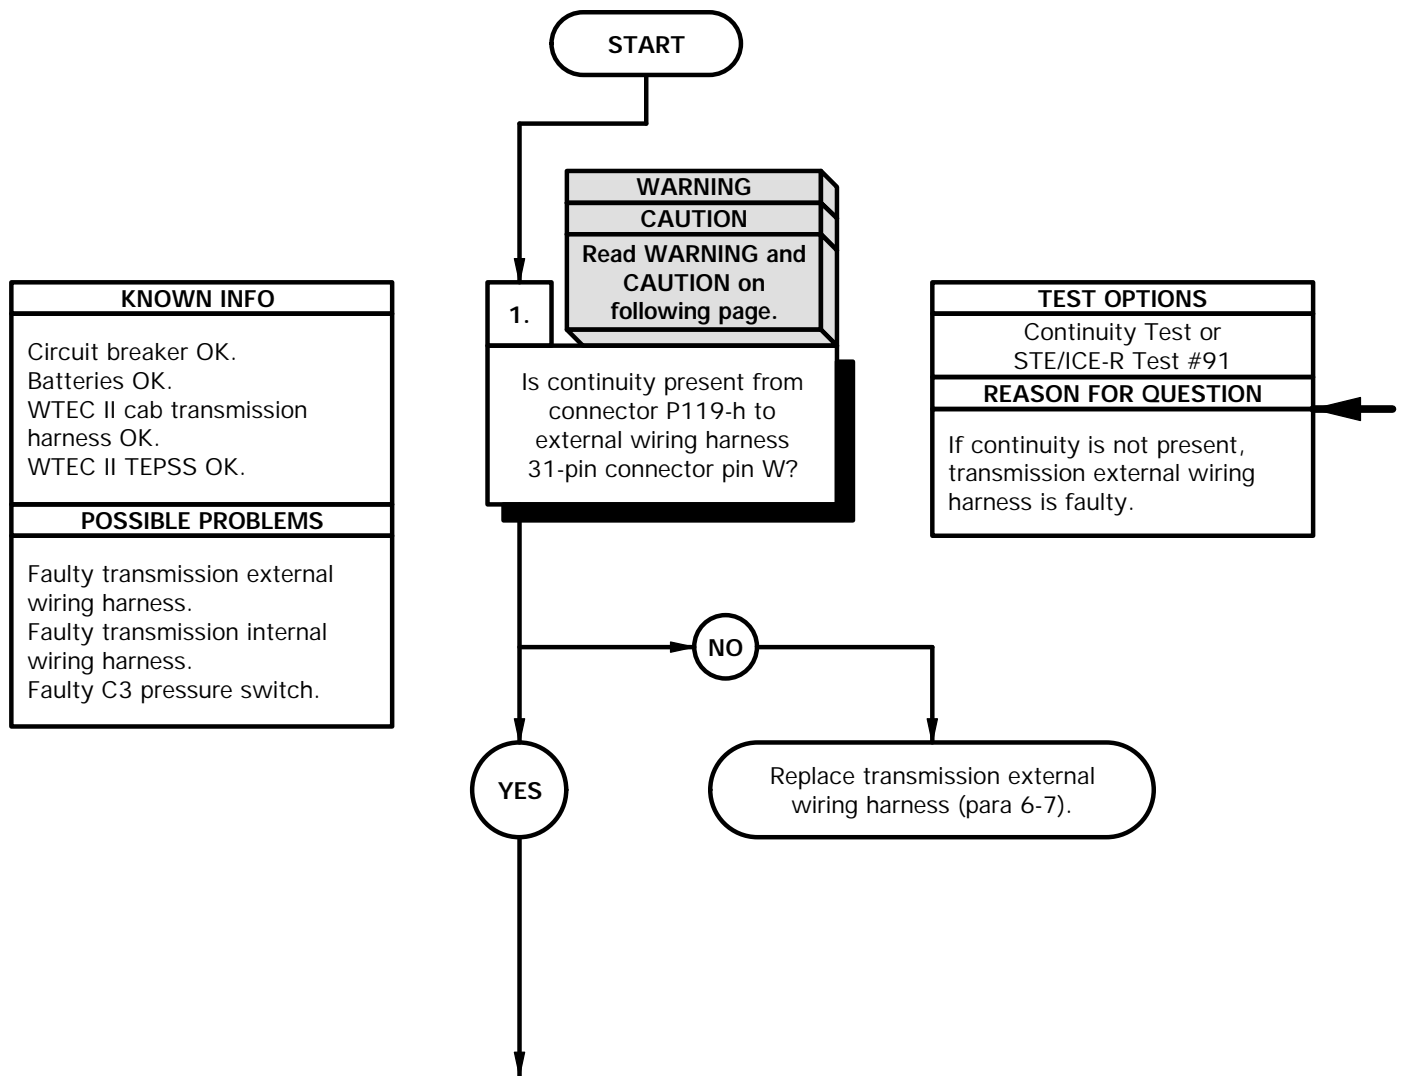 START
WARNING
CAUTION
Read WARNING and
CAUTION on
following page.
KNOWN INFO
Circuit breaker OK.
Batteries OK.
WTEC II cab transmission
harness OK.
WTEC II TEPSS OK.
POSSIBLE PROBLEMS
Faulty transmission external
wiring harness.
Faulty transmission internal
wiring harness.
Faulty C3 pressure switch.
1.
Is continuity present from
connector P119-h to
external wiring harness
31-pin connector pin W?
TEST OPTIONS
Continuity Test or
STE/ICE-R Test #91
REASON FOR QUESTION
If continuity is not present,
transmission external wiring
harness is faulty.
NO
YES
Replace transmission external
wiring harness (para 6-7).